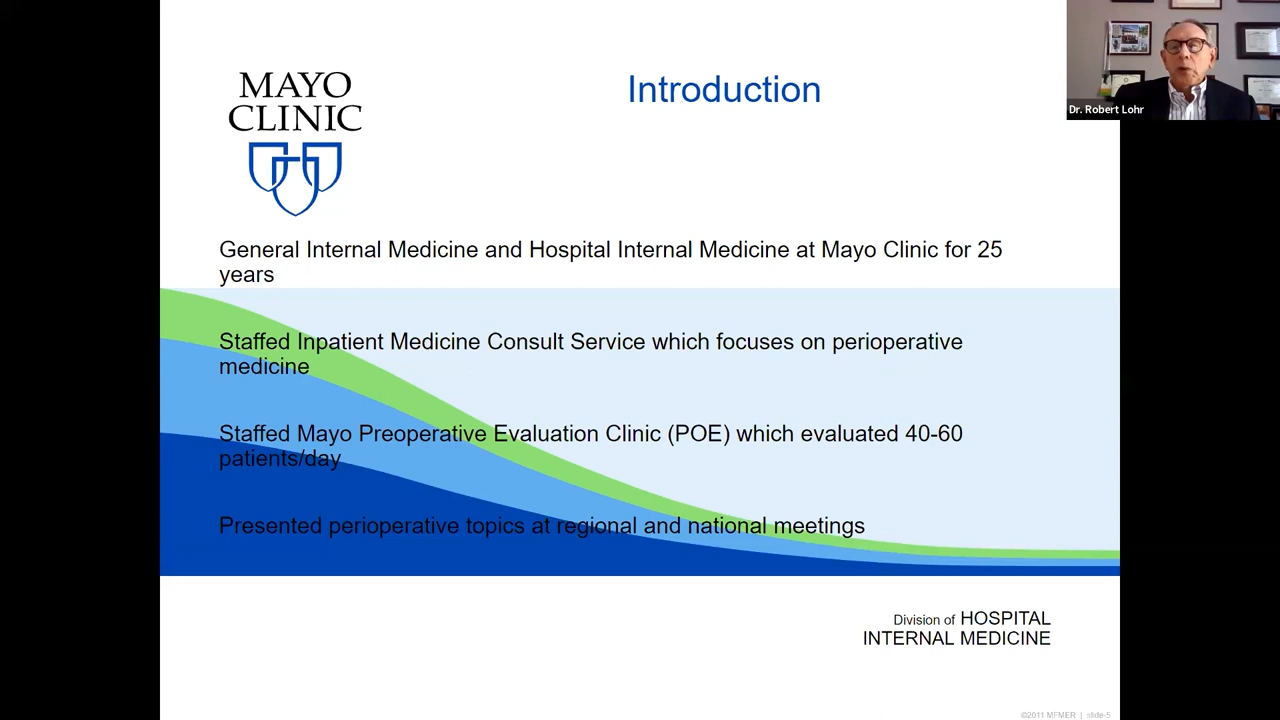 MAYO
CLINIC
Introduction
Dr. Robert Lohr
General Internal Medicine and Hospital Internal Medicine at Mayo Clinic for 25
years
Staffed Inpatient Medicine Consult Service which focuses on perioperative
medicine
Staffed Mayo Preoperative Evaluation Clinic (POE) which evaluated 40-60
patients/day
Presented perioperative topics at regional and national meetings
Division of HOSPITAL
INTERNAL MEDICINE
©2011 MFMER | slide-5